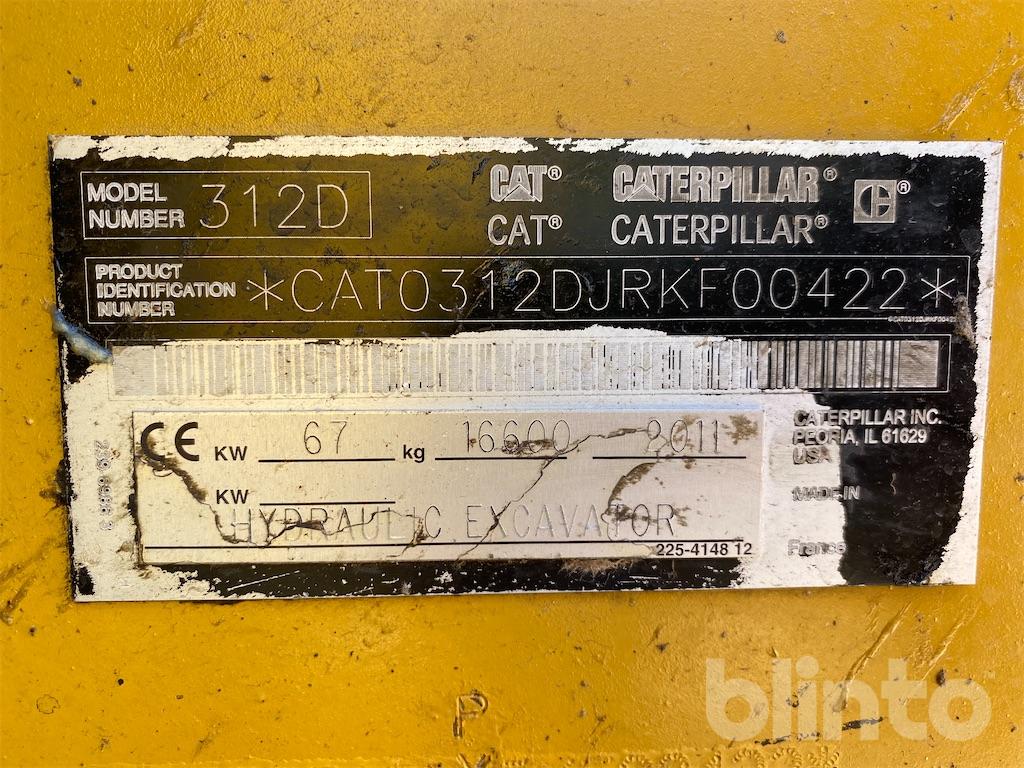 MODEL NUMBER 312D
CAT® CATERPILLAR® C®
CAT® CATERPILLAR®
PRODUCT
IDENTIFICATION
NUMBER
*CAT0312DJRKF00422*
CE KW 67 kg 16600 2011
KW
HYDRAULIC EXCAVATOR
225-4148 12
CATERPILLAR INC.
PEORIA, IL 61629
USA
MADE IN
France
P
blinto